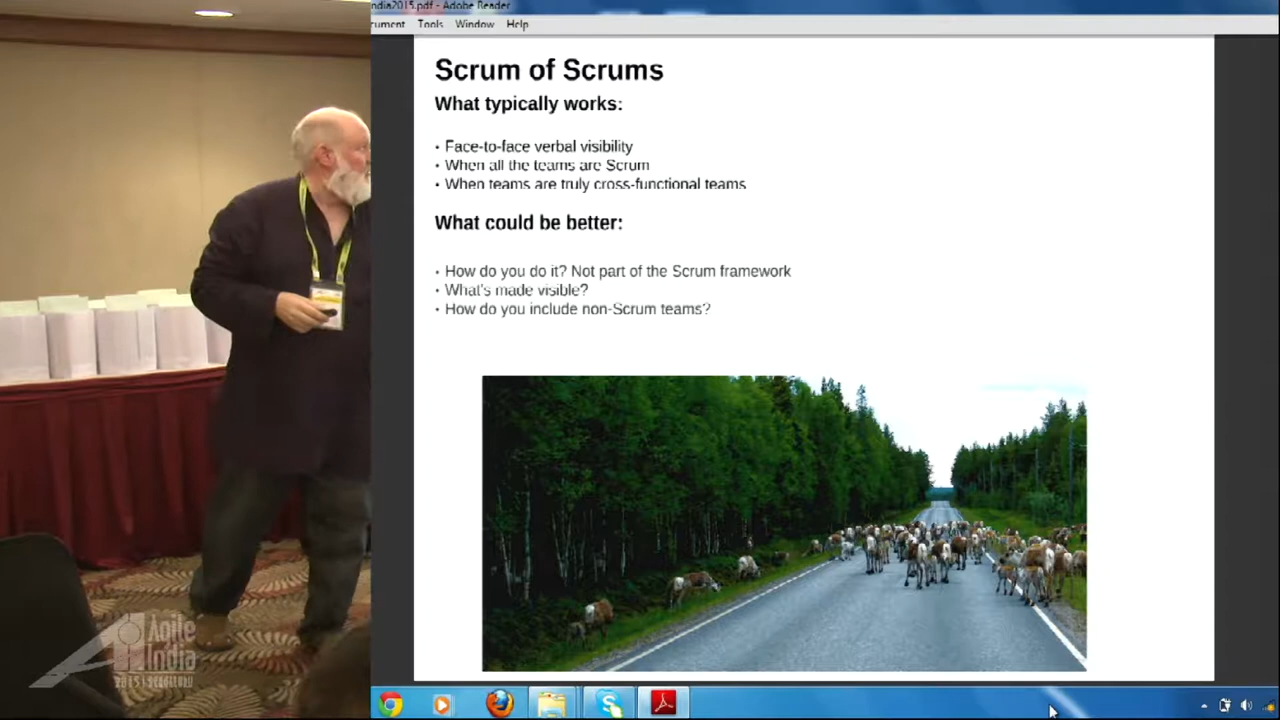 ndia2015.pdf - Adobe Reader
cument Tools Window Help
Scrum of Scrums
What typically works:
• Face-to-face verbal visibility
• When all the teams are Scrum
• When teams are truly cross-functional teams
What could be better:
• How do you do it? Not part of the Scrum framework
• What's made visible?
• How do you include non-Scrum teams?
Agile
India